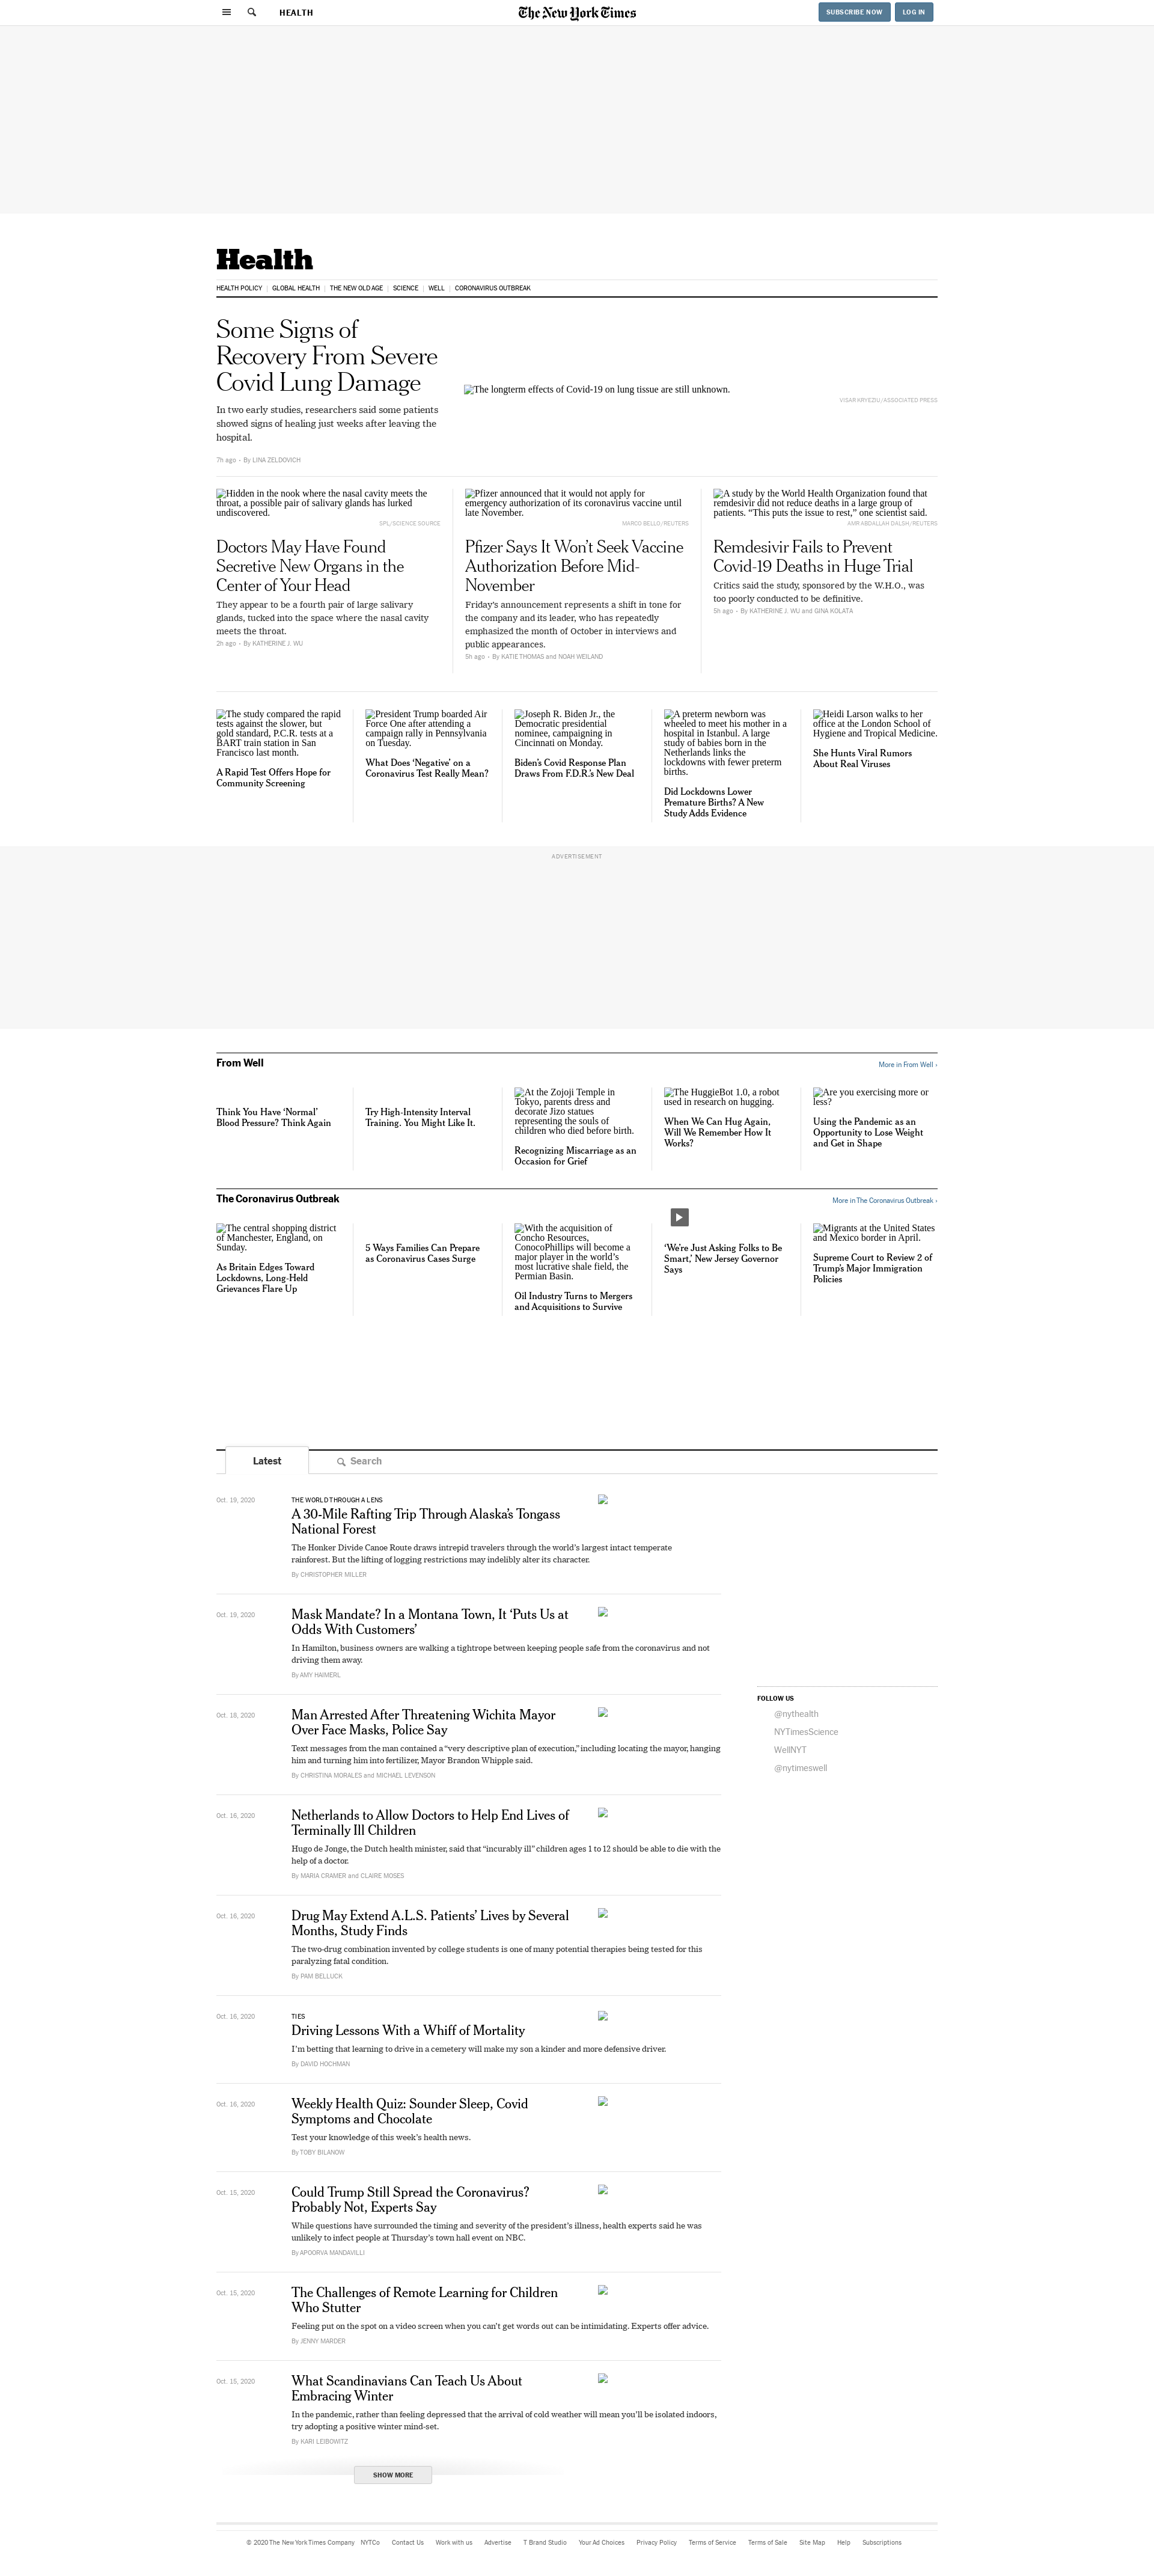 HEALTH
The New York Times
SUBSCRIBE NOW
LOG IN
Health
HEALTH POLICY
GLOBAL HEALTH
THE NEW OLD AGE
SCIENCE
WELL
CORONAVIRUS OUTBREAK
Some Signs of
Recovery From Severe
Covid Lung Damage
In two early studies, researchers said some patients
showed signs of healing just weeks after leaving the
hospital.
7h ago • By LINA ZELDOVICH
The longterm effects of Covid-19 on lung tissue are still unknown.
VISAR KRYEZIU/ASSOCIATED PRESS
Hidden in the nook where the nasal cavity meets the
throat, a possible pair of salivary glands has lurked
undiscovered.
SPL/SCIENCE SOURCE
Doctors May Have Found
Secretive New Organs in the
Center of Your Head
They appear to be a fourth pair of large salivary
glands, tucked into the space where the nasal cavity
meets the throat.
2h ago • By KATHERINE J. WU
Pfizer announced that it would not apply for
emergency authorization of its coronavirus vaccine until
late November.
MARCO BELLO/REUTERS
Pfizer Says It Won’t Seek Vaccine
Authorization Before Mid-
November
Friday’s announcement represents a shift in tone for
the company and its leader, who has repeatedly
emphasized the month of October in interviews and
public appearances.
5h ago • By KATIE THOMAS and NOAH WEILAND
A study by the World Health Organization found that
remdesivir did not reduce deaths in a large group of
patients. “This puts the issue to rest,” one scientist said.
AMR ABDALLAH DALSH/REUTERS
Remdesivir Fails to Prevent
Covid-19 Deaths in Huge Trial
Critics said the study, sponsored by the W.H.O., was
too poorly conducted to be definitive.
5h ago • By KATHERINE J. WU and GINA KOLATA
The study compared the rapid
tests against the slower, but
gold standard, P.C.R. tests at a
BART train station in San
Francisco last month.
A Rapid Test Offers Hope for
Community Screening
President Trump boarded Air
Force One after attending a
campaign rally in Pennsylvania
on Tuesday.
What Does ‘Negative’ on a
Coronavirus Test Really Mean?
Joseph R. Biden Jr., the
Democratic presidential
nominee, campaigning in
Cincinnati on Monday.
Biden’s Covid Response Plan
Draws From F.D.R.’s New Deal
A preterm newborn was
wheeled to meet his mother in a
hospital in Istanbul. A large
study of babies born in the
Netherlands links the
lockdowns with fewer preterm
births.
Did Lockdowns Lower
Premature Births? A New
Study Adds Evidence
Heidi Larson walks to her
office at the London School of
Hygiene and Tropical Medicine.
She Hunts Viral Rumors
About Real Viruses
ADVERTISEMENT
From Well
More in From Well ›
Think You Have ‘Normal’
Blood Pressure? Think Again
Try High-Intensity Interval
Training. You Might Like It.
At the Zojoji Temple in
Tokyo, parents dress and
decorate Jizo statues
representing the souls of
children who died before birth.
Recognizing Miscarriage as an
Occasion for Grief
The HuggieBot 1.0, a robot
used in research on hugging.
When We Can Hug Again,
Will We Remember How It
Works?
Are you exercising more or
less?
Using the Pandemic as an
Opportunity to Lose Weight
and Get in Shape
The Coronavirus Outbreak
More in The Coronavirus Outbreak ›
The central shopping district
of Manchester, England, on
Sunday.
As Britain Edges Toward
Lockdowns, Long-Held
Grievances Flare Up
5 Ways Families Can Prepare
as Coronavirus Cases Surge
With the acquisition of
Concho Resources,
ConocoPhillips will become a
major player in the world’s
most lucrative shale field, the
Permian Basin.
Oil Industry Turns to Mergers
and Acquisitions to Survive
‘We’re Just Asking Folks to Be
Smart,’ New Jersey Governor
Says
Migrants at the United States
and Mexico border in April.
Supreme Court to Review 2 of
Trump’s Major Immigration
Policies
Latest
Search
Oct. 19, 2020
THE WORLD THROUGH A LENS
A 30-Mile Rafting Trip Through Alaska’s Tongass
National Forest
The Honker Divide Canoe Route draws intrepid travelers through the world’s largest intact temperate
rainforest. But the lifting of logging restrictions may indelibly alter its character.
By CHRISTOPHER MILLER
Oct. 19, 2020
Mask Mandate? In a Montana Town, It ‘Puts Us at
Odds With Customers’
In Hamilton, business owners are walking a tightrope between keeping people safe from the coronavirus and not
driving them away.
By AMY HAIMERL
Oct. 18, 2020
Man Arrested After Threatening Wichita Mayor
Over Face Masks, Police Say
Text messages from the man contained a “very descriptive plan of execution,” including locating the mayor, hanging
him and turning him into fertilizer, Mayor Brandon Whipple said.
By CHRISTINA MORALES and MICHAEL LEVENSON
Oct. 16, 2020
Netherlands to Allow Doctors to Help End Lives of
Terminally Ill Children
Hugo de Jonge, the Dutch health minister, said that “incurably ill” children ages 1 to 12 should be able to die with the
help of a doctor.
By MARIA CRAMER and CLAIRE MOSES
Oct. 16, 2020
Drug May Extend A.L.S. Patients’ Lives by Several
Months, Study Finds
The two-drug combination invented by college students is one of many potential therapies being tested for this
paralyzing fatal condition.
By PAM BELLUCK
Oct. 16, 2020
TIES
Driving Lessons With a Whiff of Mortality
I’m betting that learning to drive in a cemetery will make my son a kinder and more defensive driver.
By DAVID HOCHMAN
Oct. 16, 2020
Weekly Health Quiz: Sounder Sleep, Covid
Symptoms and Chocolate
Test your knowledge of this week’s health news.
By TOBY BILANOW
Oct. 15, 2020
Could Trump Still Spread the Coronavirus?
Probably Not, Experts Say
While questions have surrounded the timing and severity of the president’s illness, health experts said he was
unlikely to infect people at Thursday’s town hall event on NBC.
By APOORVA MANDAVILLI
Oct. 15, 2020
The Challenges of Remote Learning for Children
Who Stutter
Feeling put on the spot on a video screen when you can’t get words out can be intimidating. Experts offer advice.
By JENNY MARDER
Oct. 15, 2020
What Scandinavians Can Teach Us About
Embracing Winter
In the pandemic, rather than feeling depressed that the arrival of cold weather will mean you’ll be isolated indoors,
try adopting a positive winter mind-set.
By KARI LEIBOWITZ
SHOW MORE
FOLLOW US
@nythealth
NYTimesScience
WellNYT
@nytimeswell
© 2020 The New York Times Company NYTCo Contact Us Work with us Advertise T Brand Studio Your Ad Choices Privacy Policy Terms of Service Terms of Sale Site Map Help Subscriptions